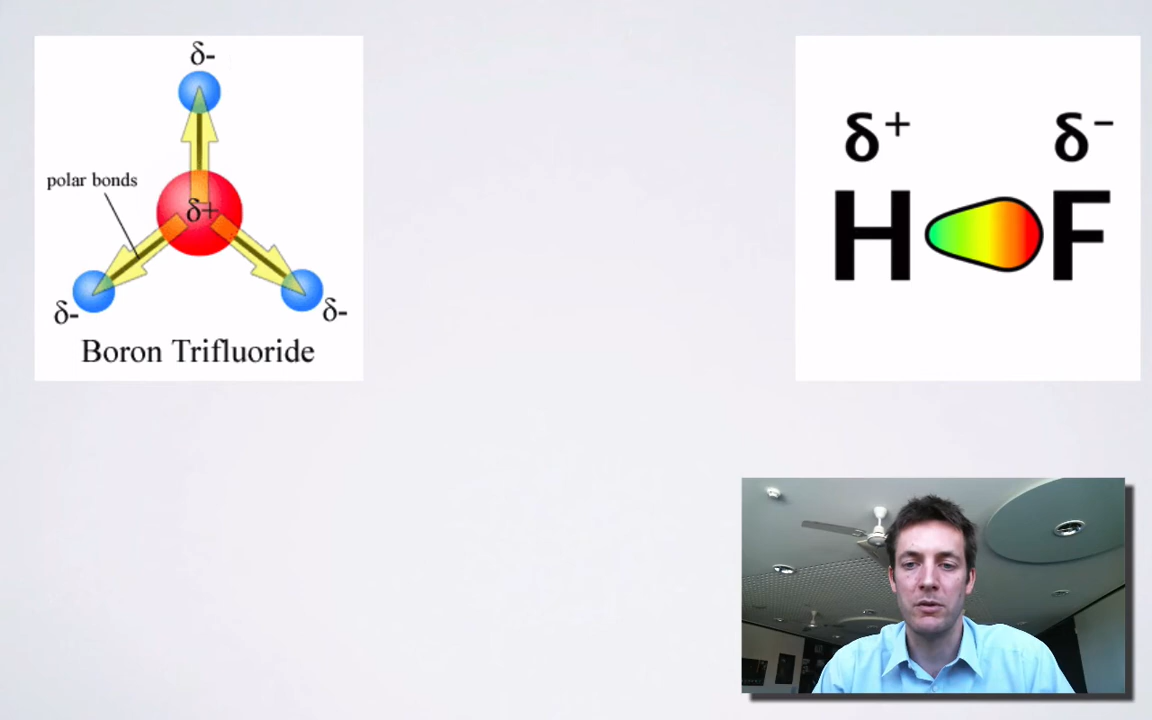 δ-
polar bonds
δ+
δ-
δ-
Boron Trifluoride
δ+ δ−
H F